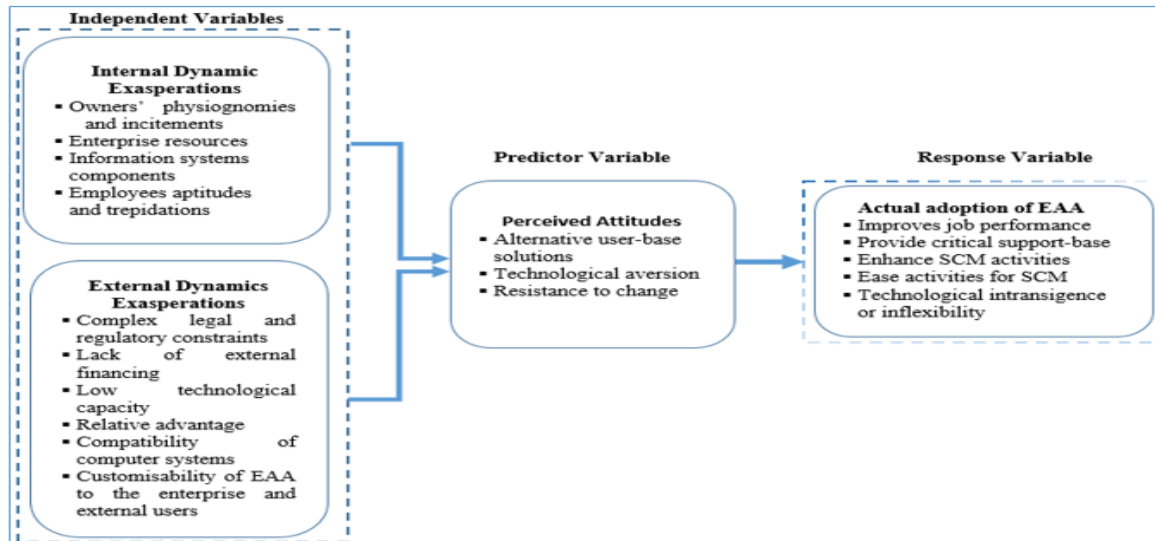 Independent Variables
Internal Dynamic
Exasperations
▪ Owners’ physiognomies
and incitements
▪ Enterprise resources
▪ Information systems
components
▪ Employees aptitudes
and trepidations
External Dynamics
Exasperations
▪ Complex legal and
regulatory constraints
▪ Lack of external
financing
▪ Low technological
capacity
▪ Relative advantage
▪ Compatibility of
computer systems
▪ Customisability of EAA
to the enterprise and
external users
Predictor Variable
Perceived Attitudes
▪ Alternative user-base
solutions
▪ Technological aversion
▪ Resistance to change
Response Variable
Actual adoption of EAA
▪ Improves job performance
▪ Provide critical support-base
▪ Enhance SCM activities
▪ Ease activities for SCM
▪ Technological intransigence
or inflexibility